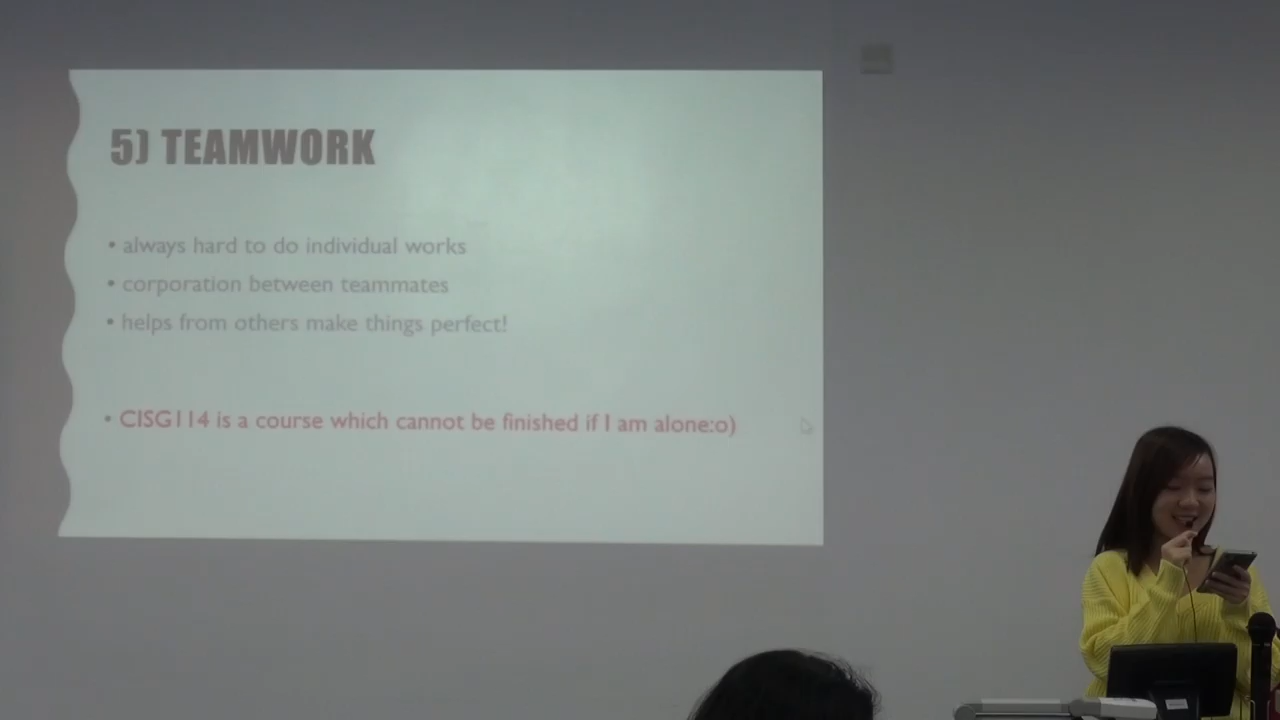 5) TEAMWORK
• always hard to do individual works
• corporation between teammates
• helps from others make things perfect!
• CISG114 is a course which cannot be finished if I am alone:o)